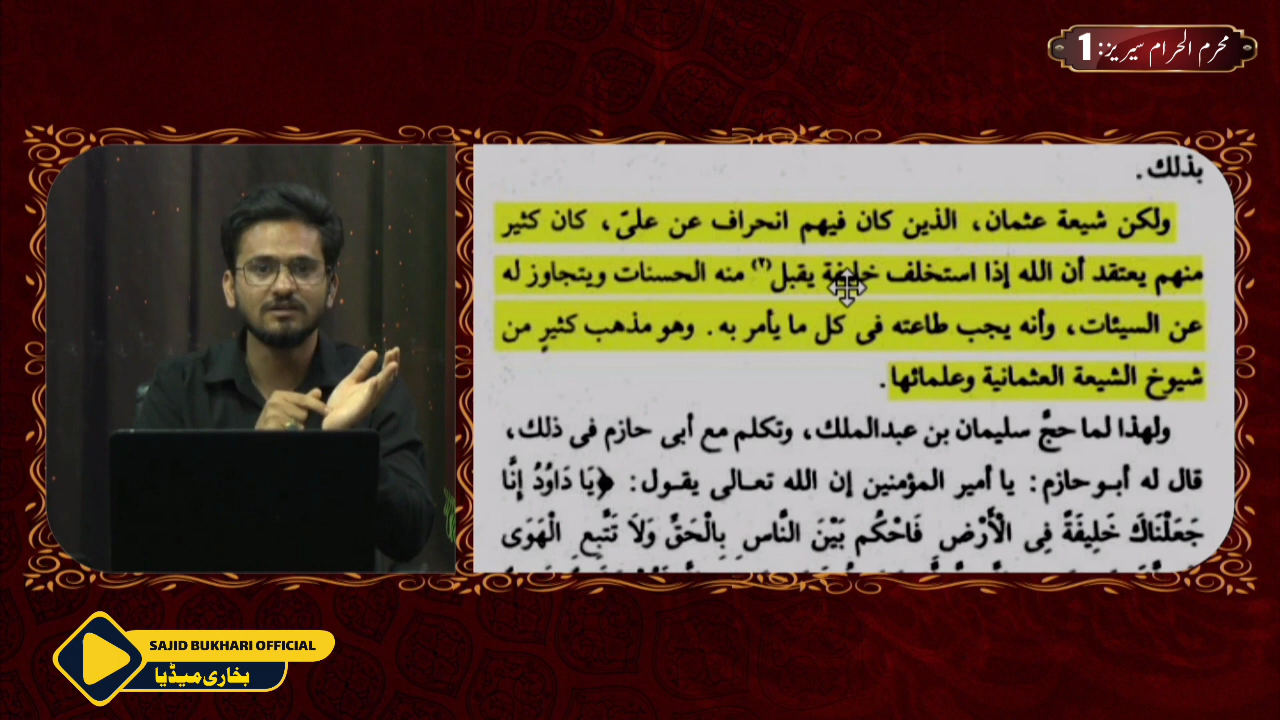 محرم الحرام سیریز: 1
بذلك.
ولكن شيعة عثمان، الذين كان فيهم انحراف عن علىّ، كان كثير
منهم يعتقد أن الله إذا استخلف خليفة يقبل(٢) منه الحسنات ويتجاوز له
عن السيئات، وأنه يجب طاعته فى كل ما يأمر به. وهو مذهب كثيرٍ من
شيوخ الشيعة العثمانية وعلمائها.
ولهذا لما حجَّ سليمان بن عبدالملك، وتكلم مع أبى حازم فى ذلك،
قال له أبو حازم: يا أمير المؤمنين إن الله تعالى يقول: ﴿يَا دَاوُدُ إِنَّا
جَعَلْنَاكَ خَلِيفَةً فِى الْأَرْضِ فَاحْكُم بَيْنَ النَّاسِ بِالْحَقِّ وَلاَ تَتَّبِعِ الْهَوَى
SAJID BUKHARI OFFICIAL
بخاری میڈیا